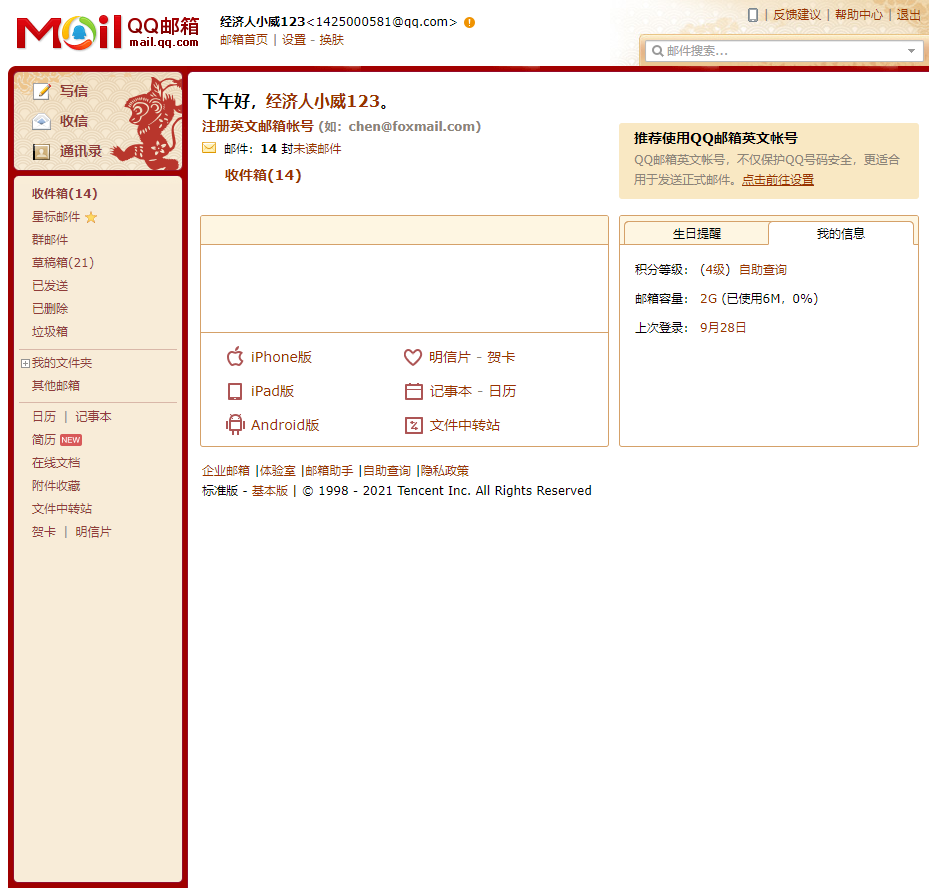 MOil QQ邮箱
mail.qq.com
经济人小威123<1425000581@qq.com>
邮箱首页 | 设置 - 换肤
| 反馈建议 | 帮助中心 | 退出
邮件搜索...
写信
收信
通讯录
收件箱(14)
星标邮件
群邮件
草稿箱(21)
已发送
已删除
垃圾箱
我的文件夹
其他邮箱
日历 | 记事本
简历 NEW
在线文档
附件收藏
文件中转站
贺卡 | 明信片
下午好，经济人小威123。
注册英文邮箱帐号 (如: chen@foxmail.com)
邮件: 14 封未读邮件
收件箱(14)
推荐使用QQ邮箱英文帐号
QQ邮箱英文帐号，不仅保护QQ号码安全，更适合
用于发送正式邮件。点击前往设置
iPhone版
明信片 - 贺卡
iPad版
记事本 - 日历
Android版
文件中转站
生日提醒
我的信息
积分等级: (4级) 自助查询
邮箱容量: 2G (已使用6M，0%)
上次登录: 9月28日
企业邮箱 |体验室 |邮箱助手 |自助查询 |隐私政策
标准版 - 基本版 | © 1998 - 2021 Tencent Inc. All Rights Reserved